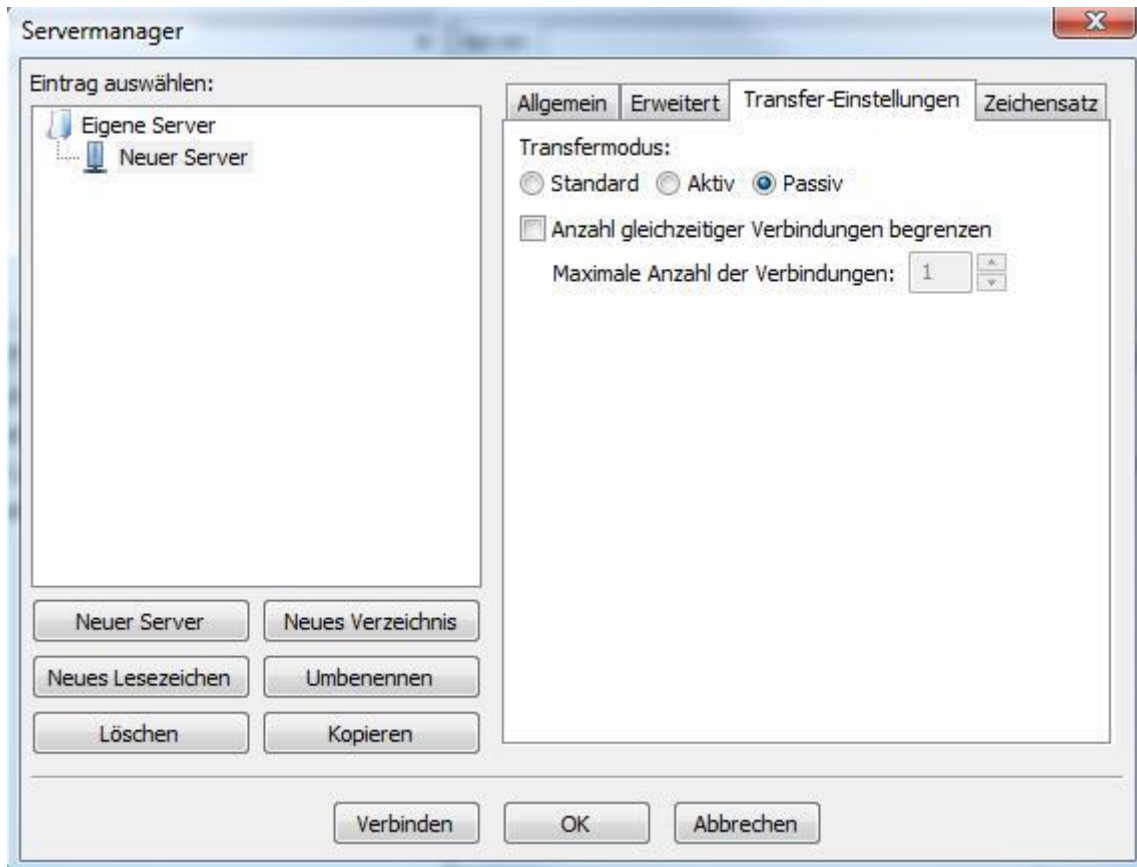 Servermanager
Eintrag auswählen:
Eigene Server
Neuer Server
Neuer Server Neues Verzeichnis
Neues Lesezeichen Umbenennen
Löschen Kopieren
Allgemein Erweitert Transfer-Einstellungen Zeichensatz
Transfermodus:
Standard Aktiv Passiv
Anzahl gleichzeitiger Verbindungen begrenzen
Maximale Anzahl der Verbindungen: 1
Verbinden OK Abbrechen